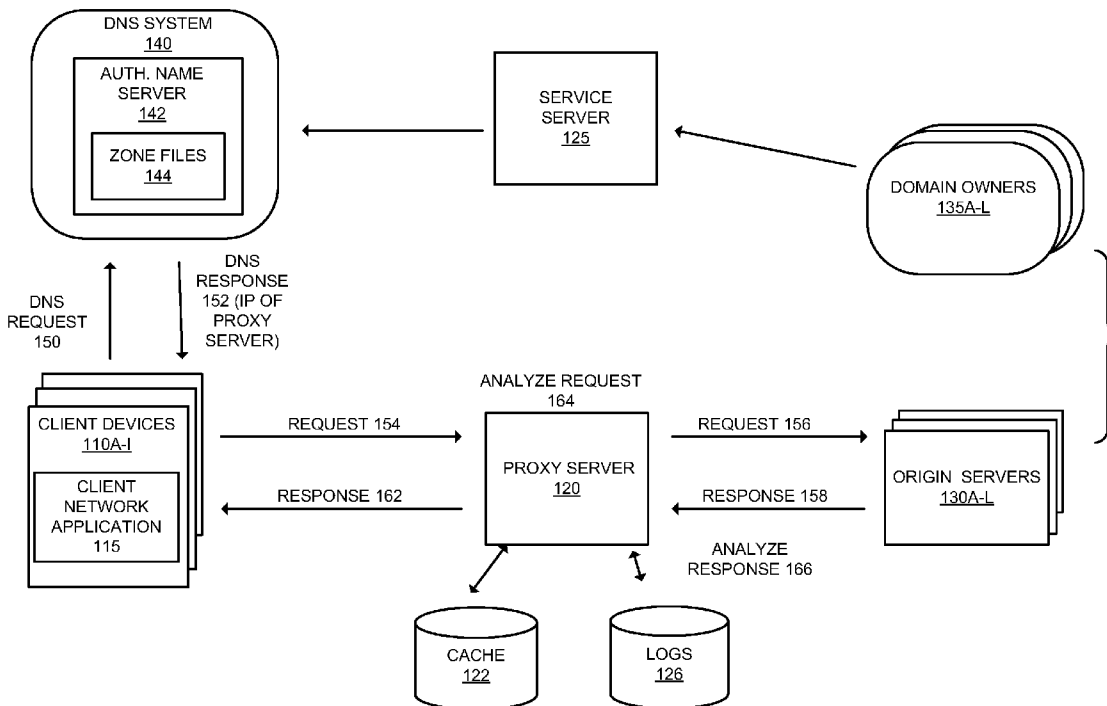 DNS SYSTEM
140
AUTH. NAME
SERVER
142
ZONE FILES
144
SERVICE
SERVER
125
DOMAIN OWNERS
135A-L
DNS
REQUEST
150
DNS
RESPONSE
152 (IP OF
PROXY
SERVER)
CLIENT DEVICES
110A-I
CLIENT
NETWORK
APPLICATION
115
REQUEST 154
RESPONSE 162
ANALYZE REQUEST
164
PROXY SERVER
120
REQUEST 156
RESPONSE 158
ANALYZE
RESPONSE 166
ORIGIN SERVERS
130A-L
CACHE
122
LOGS
126